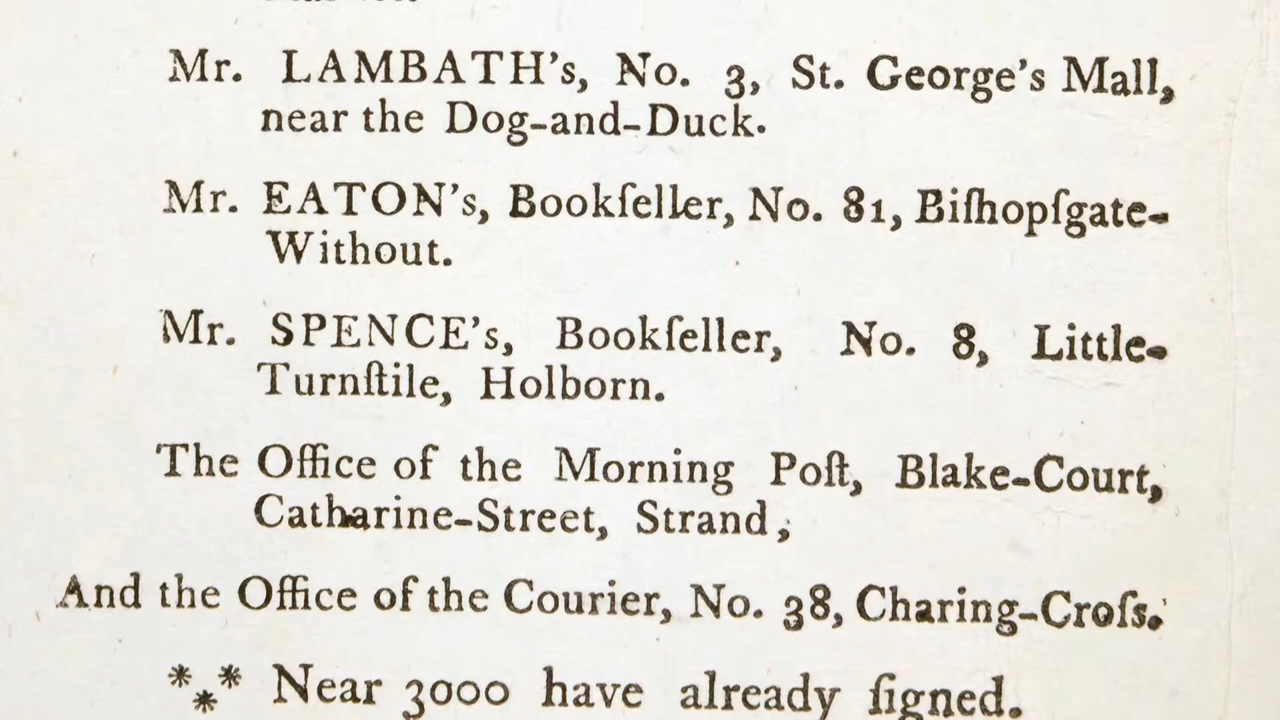 Mr. LAMBATH's, No. 3, St. George's Mall,
near the Dog-and-Duck.
Mr. EATON's, Bookſeller, No. 81, Biſhopſgate-
Without.
Mr. SPENCE's, Bookſeller, No. 8, Little-
Turnſtile, Holborn.
The Office of the Morning Poſt, Blake-Court,
Catharine-Street, Strand;
And the Office of the Courier, No. 38, Charing-Croſs.
*⁎* Near 3000 have already ſigned.